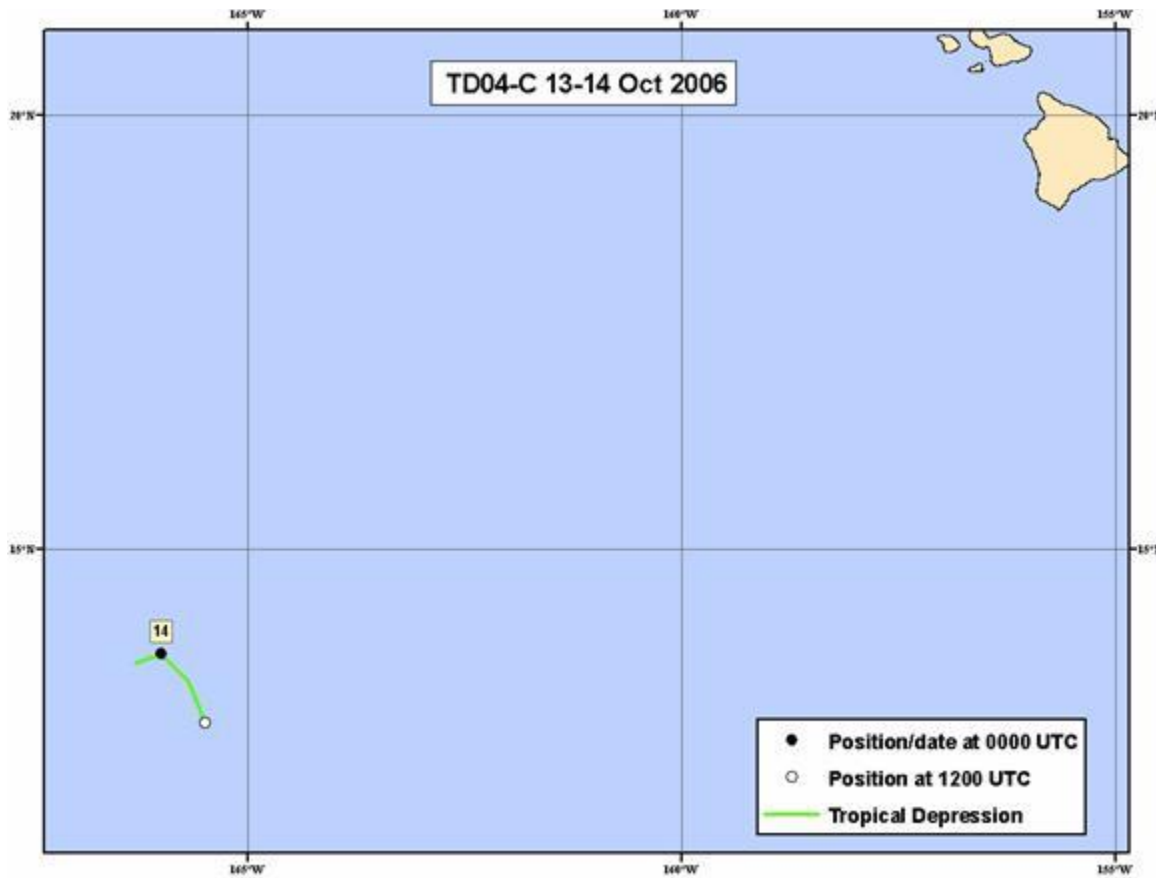 165°W
160°W
155°W
TD04-C 13-14 Oct 2006
20°N
20°N
15°N
15°N
14
Position/date at 0000 UTC
Position at 1200 UTC
Tropical Depression
165°W
160°W
155°W